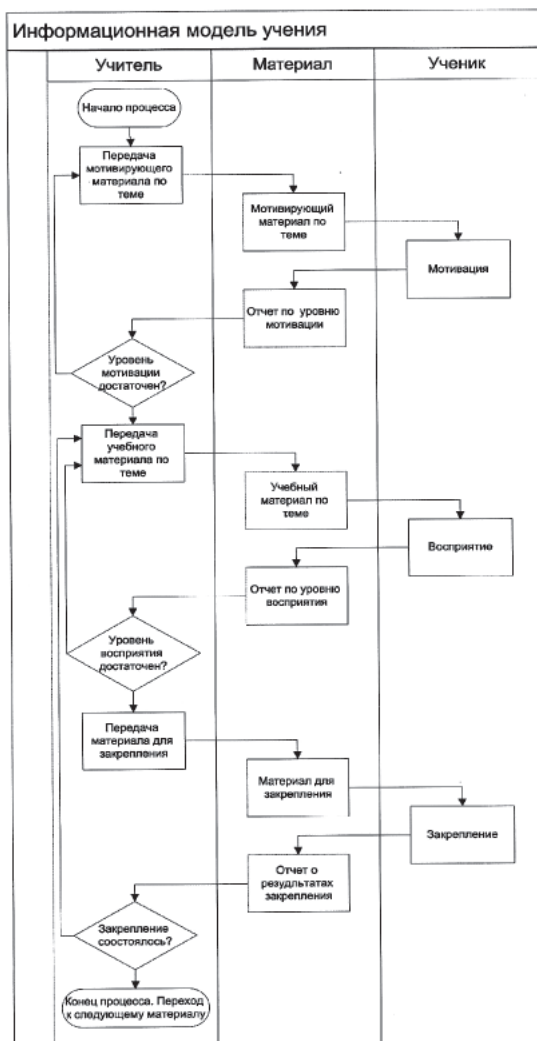 Информационная модель учения
Учитель
Материал
Ученик
Начало процесса
Передача
мотивирующего
материала по
теме
Мотивирующий
материал по
теме
Мотивация
Отчет по уровню
мотивации
Уровень
мотивации
достаточен?
Передача
учебного
материала по
теме
Учебный
материал по
теме
Восприятие
Отчет по уровню
восприятия
Уровень
восприятия
достаточен?
Передача
материала для
закрепления
Материал для
закрепления
Закрепление
Отчет о
резудльтатах
закрепления
Закрепление
соостоялось?
Конец процесса. Переход
к следующему материалу